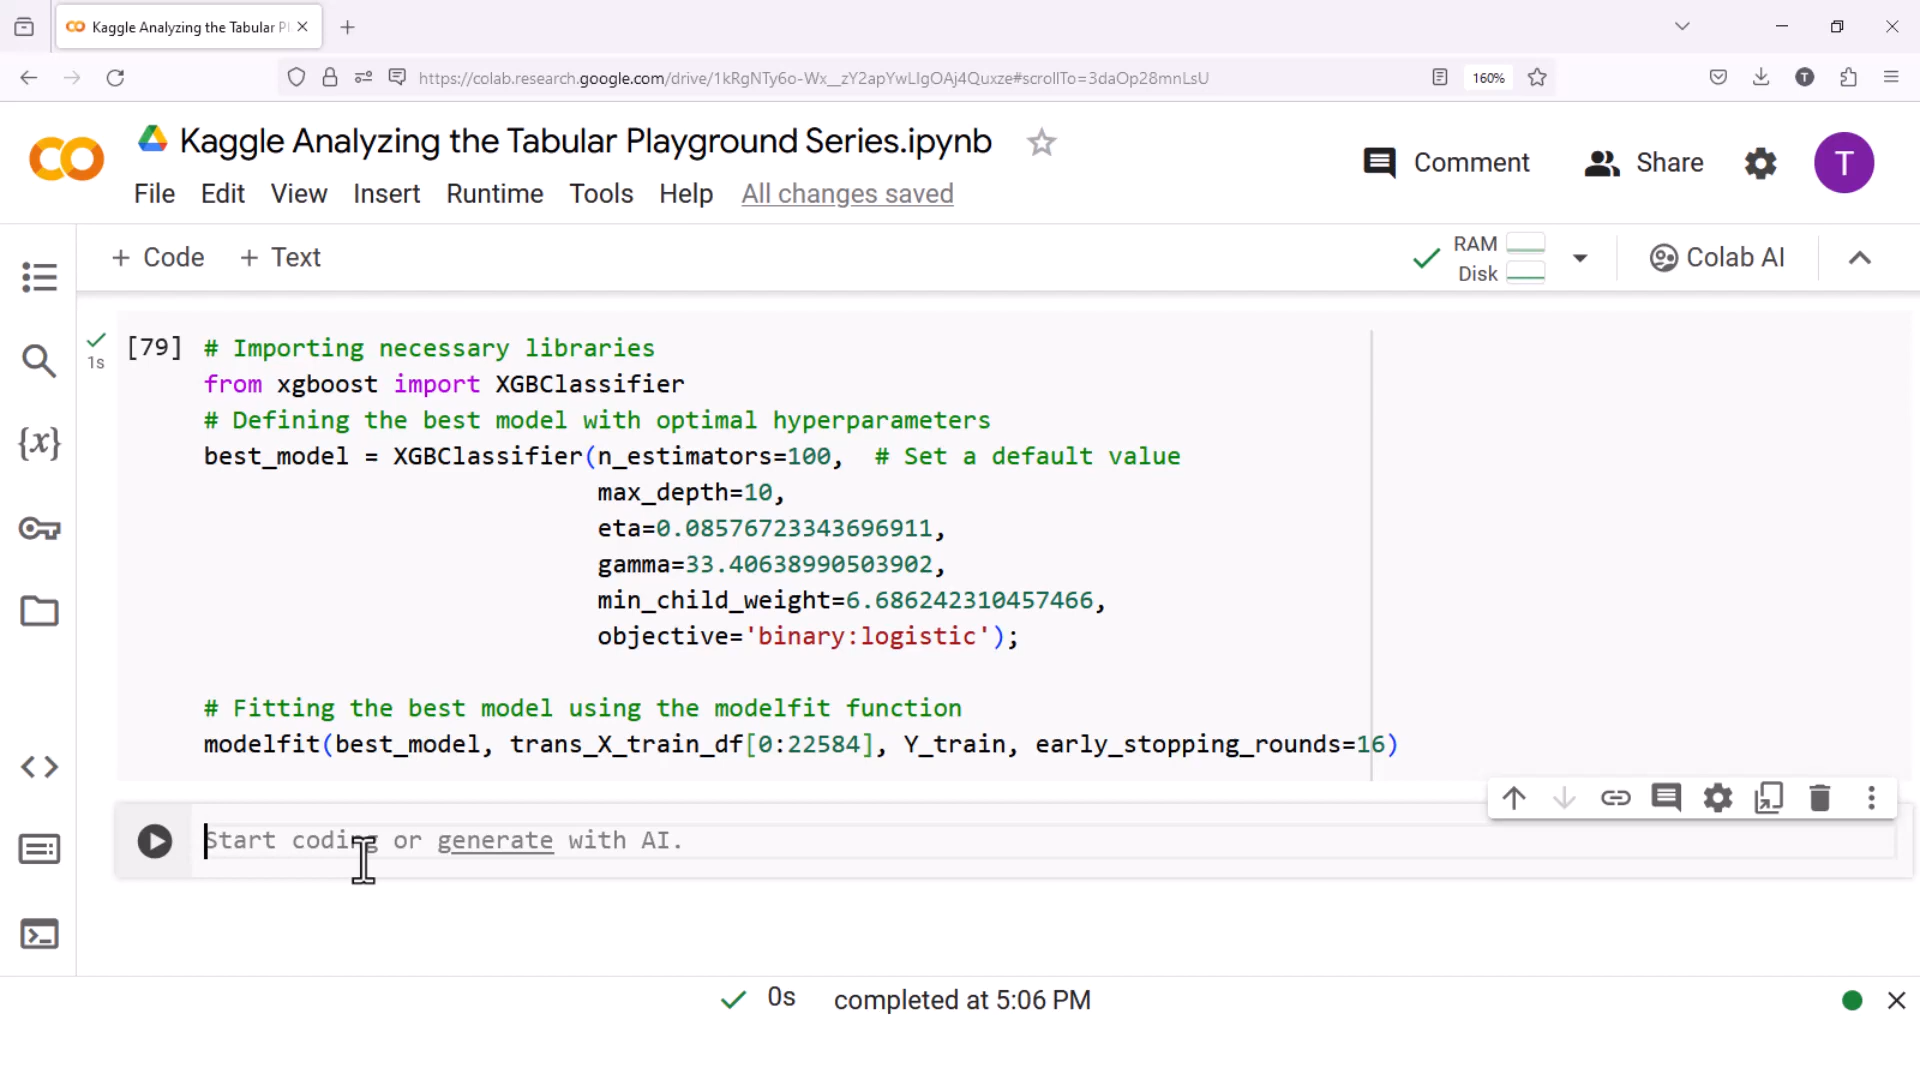 Kaggle Analyzing the Tabular Pl
https://colab.research.google.com/drive/1kRgNTy6o-Wx__zY2apYwLIgOAj4Quxze#scrollTo=3daOp28mnLsU
160%
T
Kaggle Analyzing the Tabular Playground Series.ipynb
Comment
Share
T
File Edit View Insert Runtime Tools Help All changes saved
+ Code + Text
RAM
Disk
Colab AI
[79]
1s
# Importing necessary libraries
from xgboost import XGBClassifier
# Defining the best model with optimal hyperparameters
best_model = XGBClassifier(n_estimators=100,  # Set a default value
max_depth=10,
eta=0.08576723343696911,
gamma=33.40638990503902,
min_child_weight=6.686242310457466,
objective='binary:logistic');
# Fitting the best model using the modelfit function
modelfit(best_model, trans_X_train_df[0:22584], Y_train, early_stopping_rounds=16)
Start coding or generate with AI.
0s completed at 5:06 PM